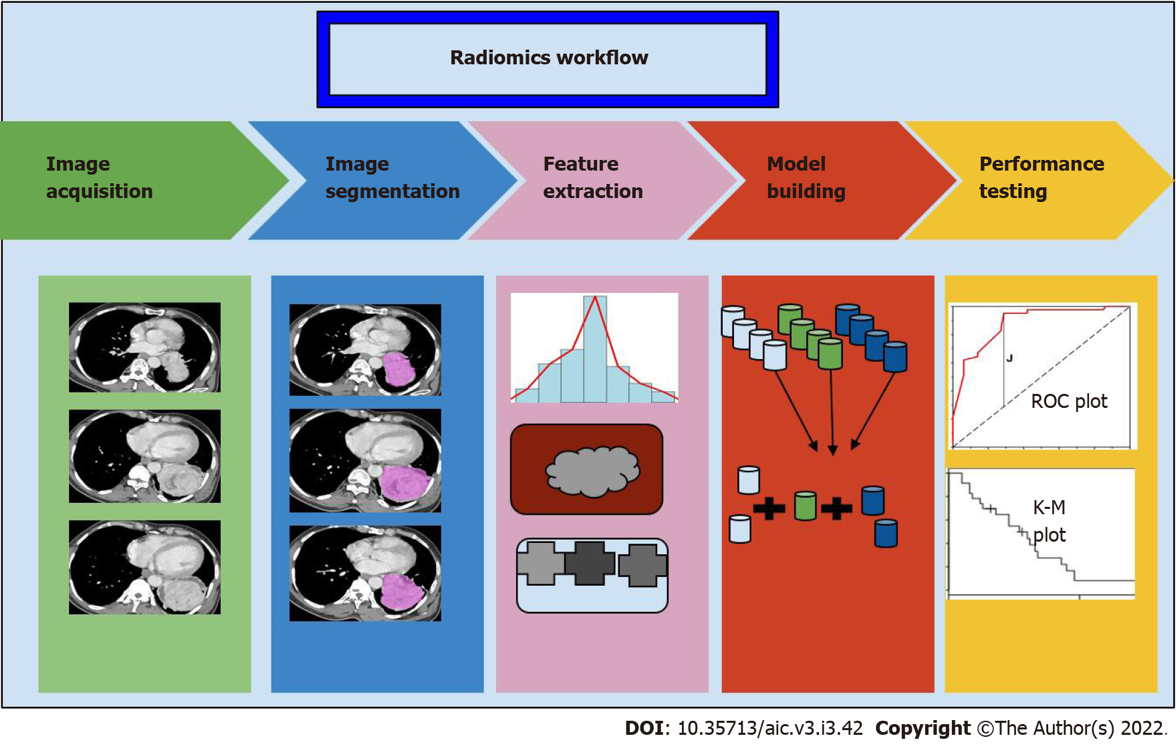 Radiomics workflow
Image
acquisition
Image
segmentation
Feature
extraction
Model
building
Performance
testing
J
ROC plot
K-M
plot
DOI: 10.35713/aic.v3.i3.42 Copyright ©The Author(s) 2022.